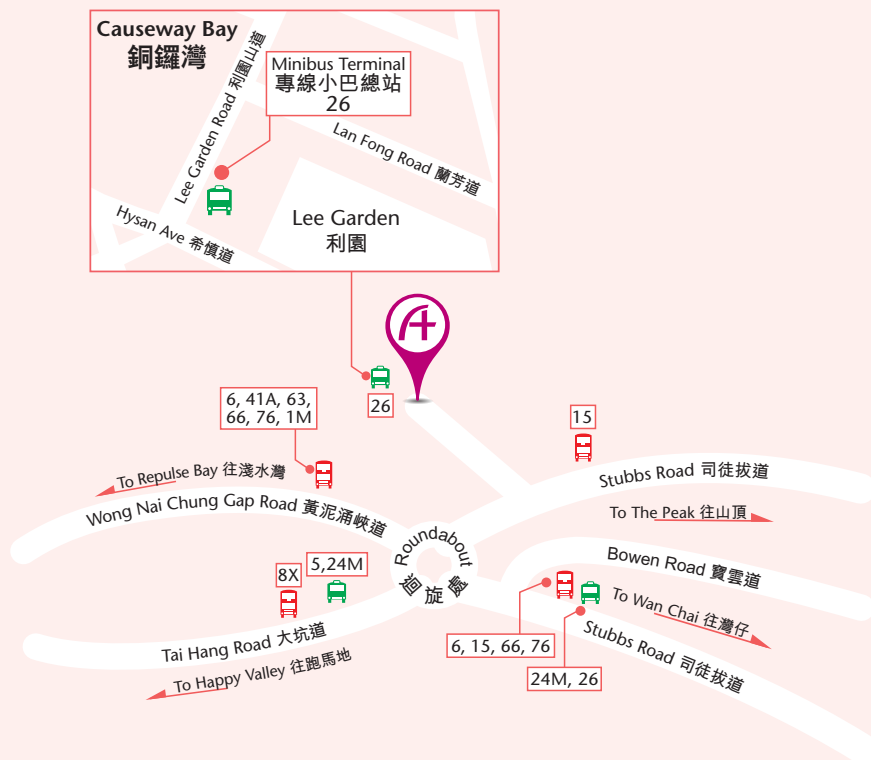 Causeway Bay
銅鑼灣
Minibus Terminal
專線小巴總站
26
Lee Garden Road 利園山道
Lan Fong Road 蘭芳道
Hysan Ave 希慎道
Lee Garden
利園
26
6, 41A, 63,
66, 76, 1M
15
To Repulse Bay 往淺水灣
Wong Nai Chung Gap Road 黃泥涌峽道
Stubbs Road 司徒拔道
To The Peak 往山頂
Roundabout
迴旋處
Bowen Road 寶雲道
8X
5,24M
To Wan Chai 往灣仔
Stubbs Road 司徒拔道
6, 15, 66, 76
24M, 26
Tai Hang Road 大坑道
To Happy Valley 往跑馬地